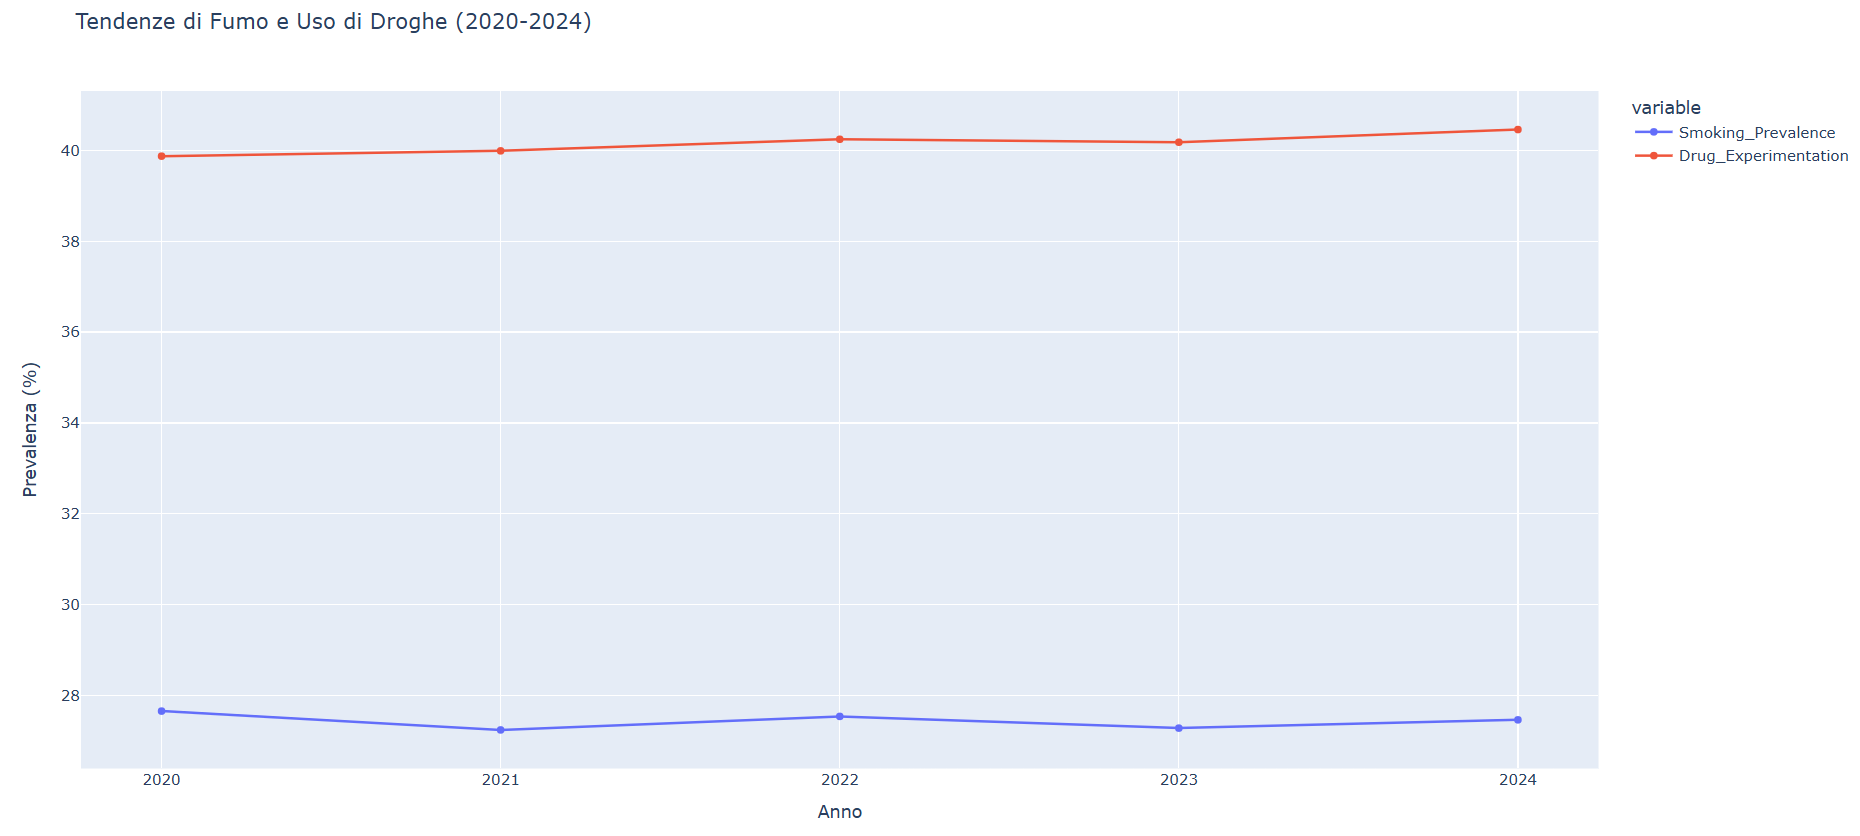 Tendenze di Fumo e Uso di Droghe (2020-2024)
variable
Smoking_Prevalence
Drug_Experimentation
Prevalenza (%)
40
38
36
34
32
30
28
2020 2021 2022 2023 2024
Anno